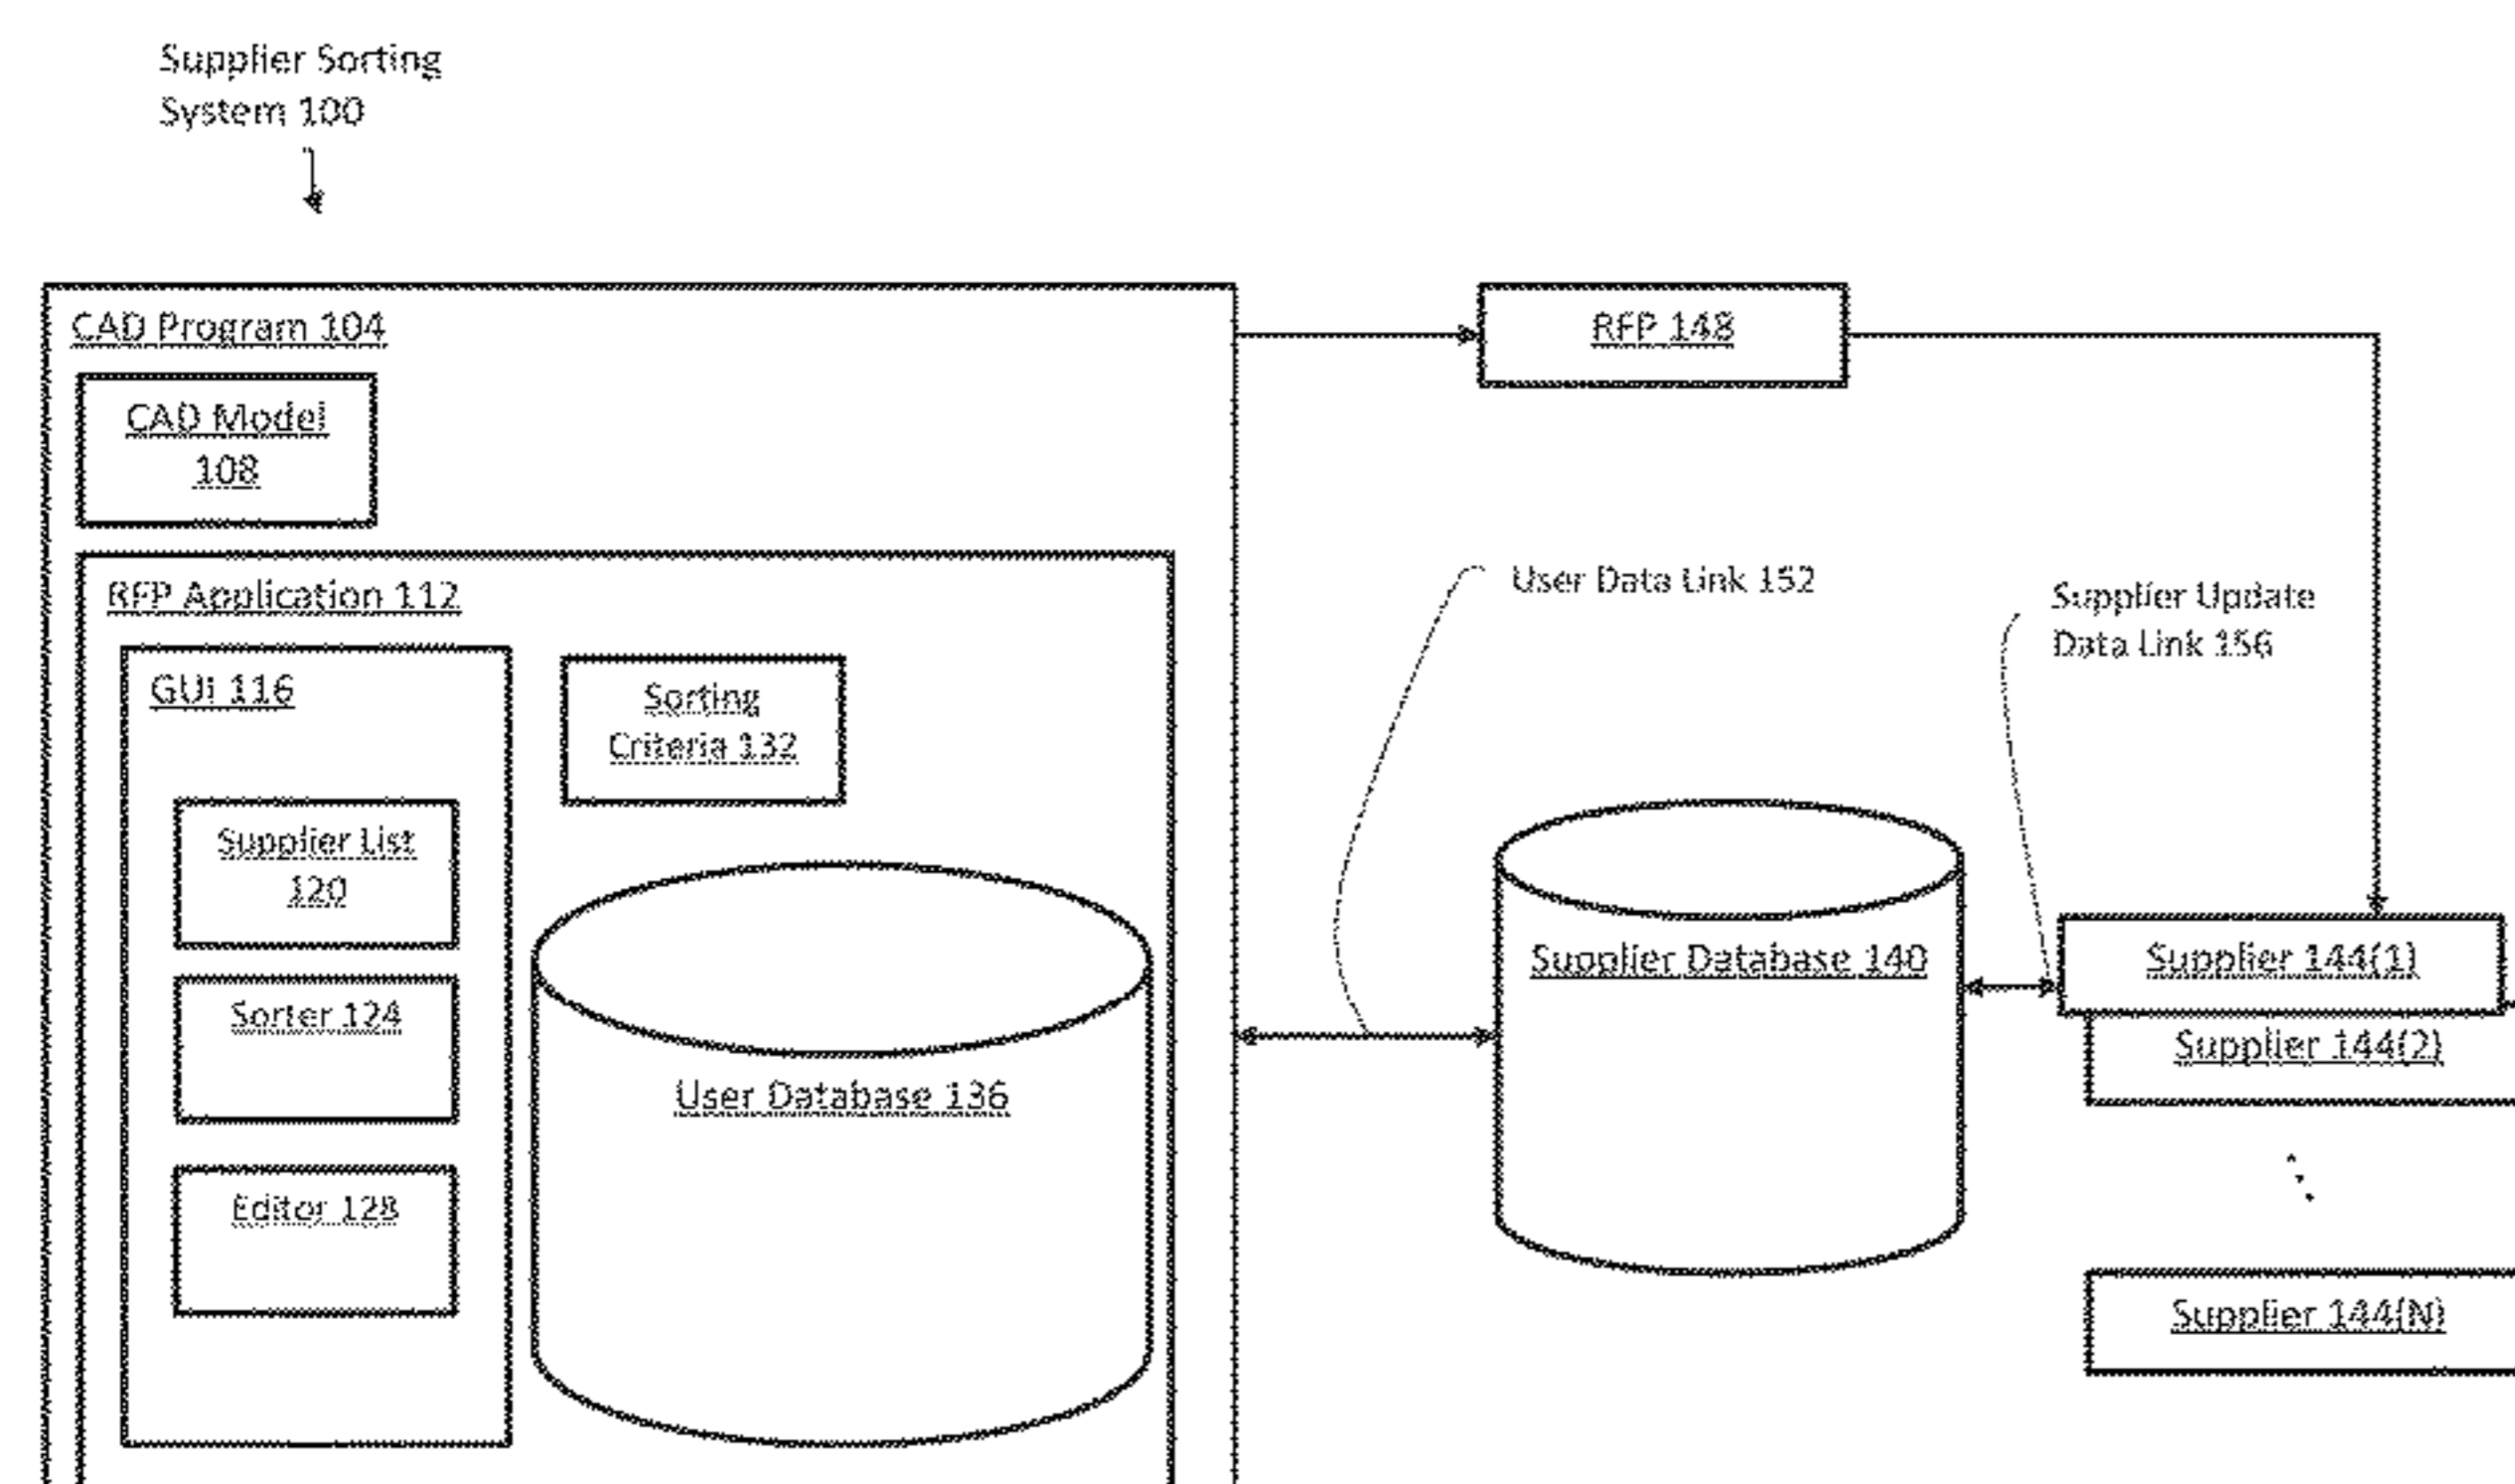 Supplier Sorting
System 100
CAD Program 104
CAD Model
108
RFP Application 112
GUI 116
Supplier List
120
Sorter 124
Editor 128
Sorting
Criteria 132
User Database 136
RFP 148
User Data Link 152
Supplier Update
Data Link 156
Supplier Database 140
Supplier 144(1)
Supplier 144(2)
Supplier 144(N)